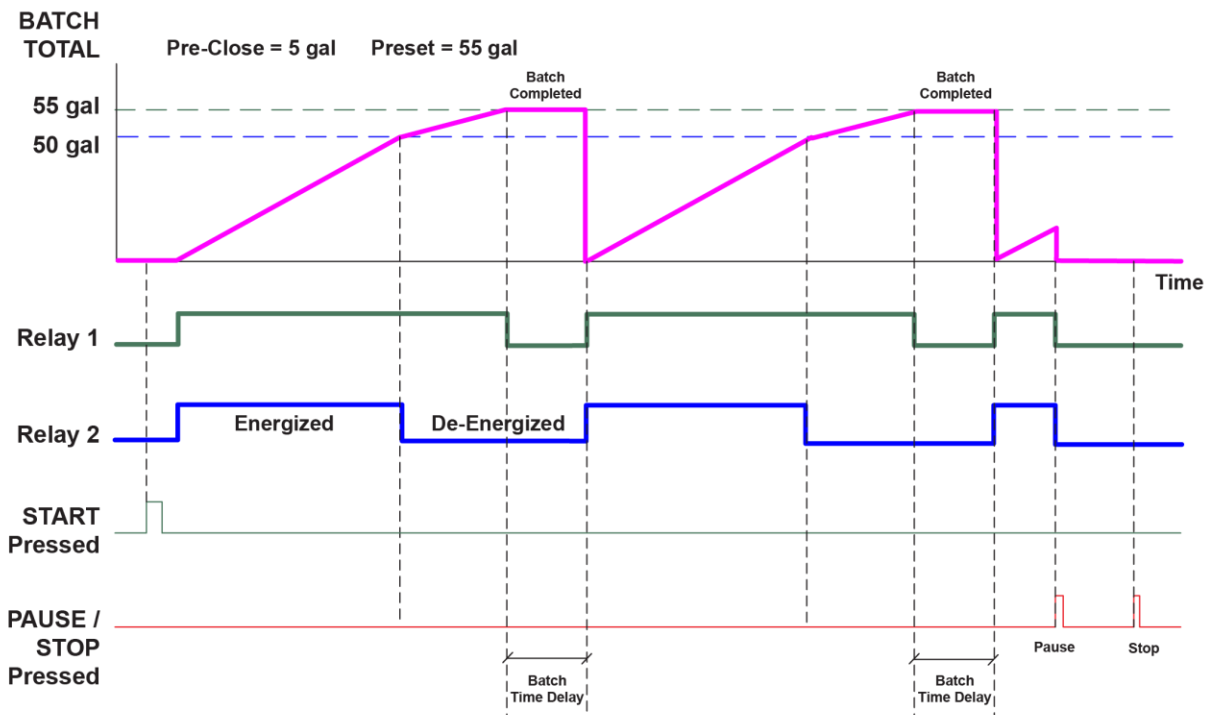 BATCH
TOTAL
Pre-Close = 5 gal Preset = 55 gal
Batch
Completed
Batch
Completed
55 gal
50 gal
Time
Relay 1
Relay 2
Energized
De-Energized
START
Pressed
PAUSE /
STOP
Pressed
Pause
Stop
Batch
Time Delay
Batch
Time Delay